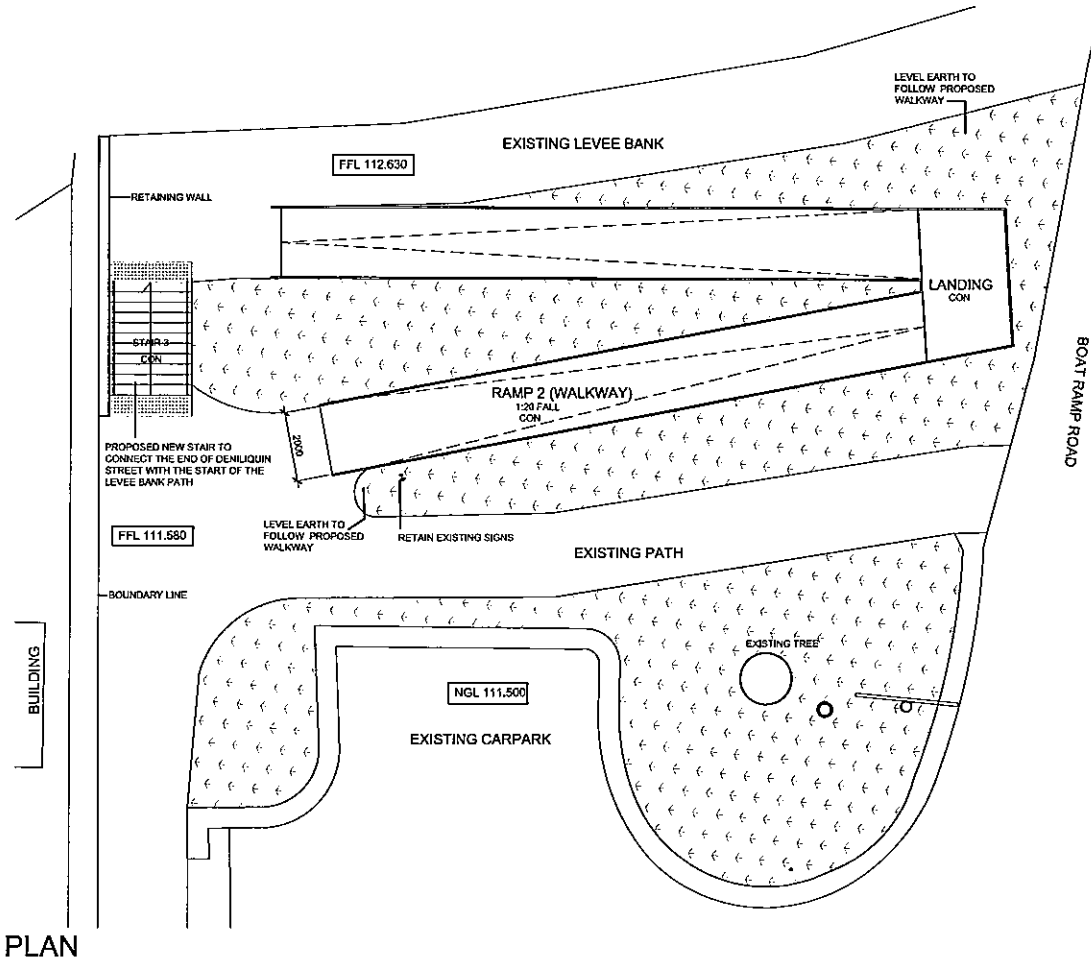 LEVEL EARTH TO
FOLLOW PROPOSED
WALKWAY
EXISTING LEVEE BANK
FFL 112.630
RETAINING WALL
LANDING
CON
STAIR 3
CON
BOAT RAMP ROAD
RAMP 2 (WALKWAY)
1:20 FALL
CON
2000
PROPOSED NEW STAIR TO
CONNECT THE END OF DENILIQUIN
STREET WITH THE START OF THE
LEVEE BANK PATH
FFL 111.580
LEVEL EARTH TO
FOLLOW PROPOSED
WALKWAY
RETAIN EXISTING SIGNS
EXISTING PATH
BOUNDARY LINE
BUILDING
EXISTING TREE
NGL 111.500
EXISTING CARPARK
PLAN